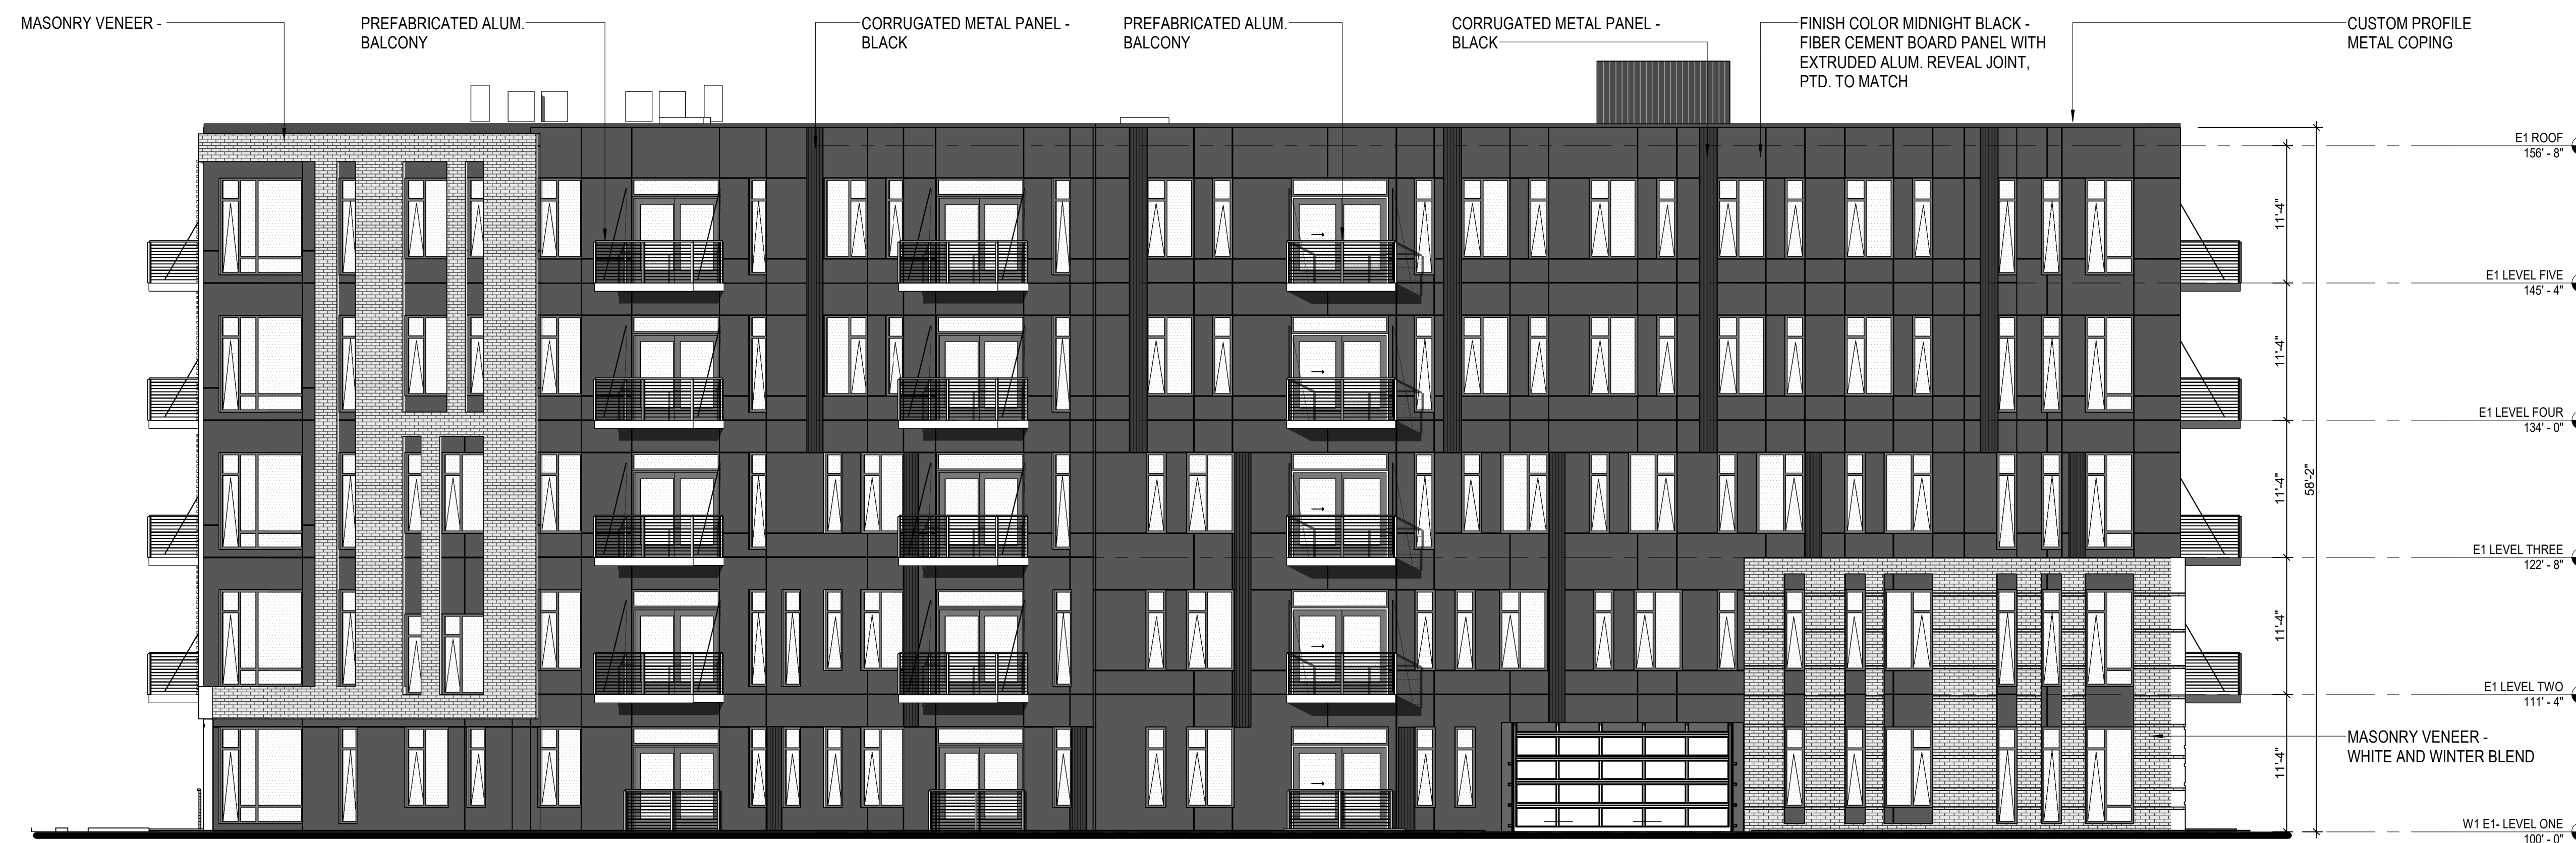 MASONRY VENEER -
PREFABRICATED ALUM.
BALCONY
CORRUGATED METAL PANEL -
BLACK
PREFABRICATED ALUM.
BALCONY
CORRUGATED METAL PANEL -
BLACK
FINISH COLOR MIDNIGHT BLACK -
FIBER CEMENT BOARD PANEL WITH
EXTRUDED ALUM. REVEAL JOINT,
PTD. TO MATCH
CUSTOM PROFILE
METAL COPING
E1 ROOF
156' - 8"
11'-4"
E1 LEVEL FIVE
145' - 4"
11'-4"
E1 LEVEL FOUR
134' - 0"
11'-4"
58'-2"
E1 LEVEL THREE
122' - 8"
11'-4"
E1 LEVEL TWO
111' - 4"
MASONRY VENEER -
WHITE AND WINTER BLEND
11'-4"
W1 E1- LEVEL ONE
100' - 0"